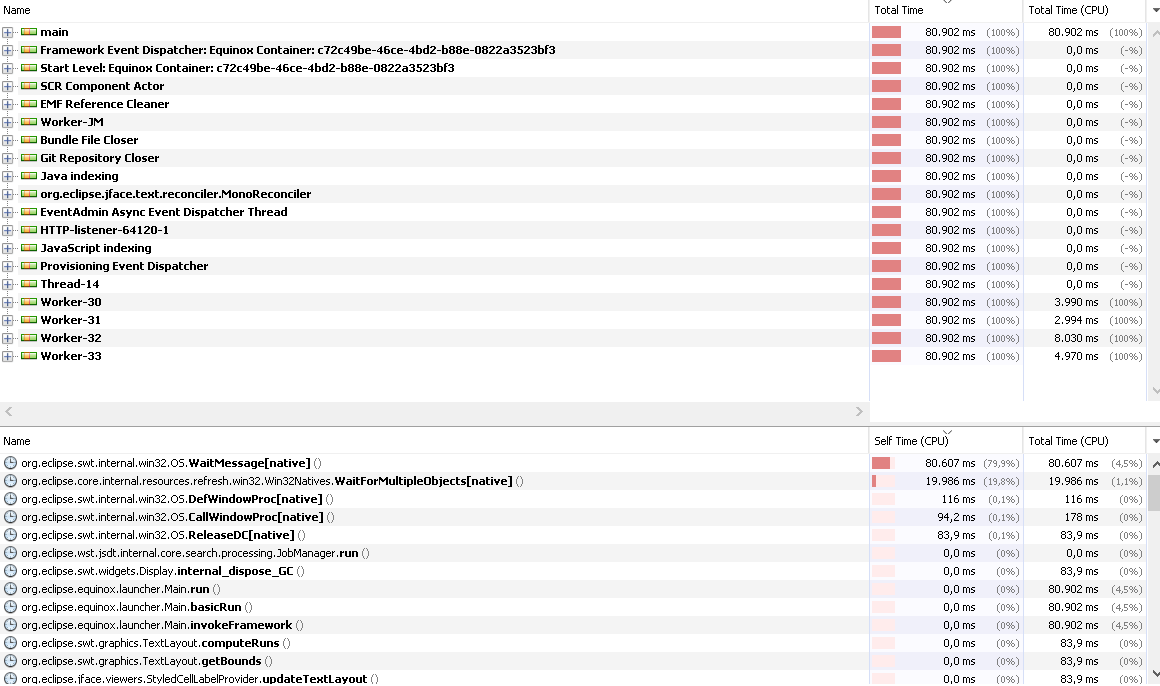 Name Total Time Total Time (CPU)
main 80.902 ms (100%) 80.902 ms (100%)
Framework Event Dispatcher: Equinox Container: c72c49be-46ce-4bd2-b88e-0822a3523bf3 80.902 ms (100%) 0,0 ms (-%)
Start Level: Equinox Container: c72c49be-46ce-4bd2-b88e-0822a3523bf3 80.902 ms (100%) 0,0 ms (-%)
SCR Component Actor 80.902 ms (100%) 0,0 ms (-%)
EMF Reference Cleaner 80.902 ms (100%) 0,0 ms (-%)
Worker-JM 80.902 ms (100%) 0,0 ms (-%)
Bundle File Closer 80.902 ms (100%) 0,0 ms (-%)
Git Repository Closer 80.902 ms (100%) 0,0 ms (-%)
Java indexing 80.902 ms (100%) 0,0 ms (-%)
org.eclipse.jface.text.reconciler.MonoReconciler 80.902 ms (100%) 0,0 ms (-%)
EventAdmin Async Event Dispatcher Thread 80.902 ms (100%) 0,0 ms (-%)
HTTP-listener-64120-1 80.902 ms (100%) 0,0 ms (-%)
JavaScript indexing 80.902 ms (100%) 0,0 ms (-%)
Provisioning Event Dispatcher 80.902 ms (100%) 0,0 ms (-%)
Thread-14 80.902 ms (100%) 0,0 ms (-%)
Worker-30 80.902 ms (100%) 3.990 ms (100%)
Worker-31 80.902 ms (100%) 2.994 ms (100%)
Worker-32 80.902 ms (100%) 8.030 ms (100%)
Worker-33 80.902 ms (100%) 4.970 ms (100%)
Name Self Time (CPU) Total Time (CPU)
org.eclipse.swt.internal.win32.OS.WaitMessage[native] () 80.607 ms (79,9%) 80.607 ms (4,5%)
org.eclipse.core.internal.resources.refresh.win32.Win32Natives.WaitForMultipleObjects[native] () 19.986 ms (19,8%) 19.986 ms (1,1%)
org.eclipse.swt.internal.win32.OS.DefWindowProc[native] () 116 ms (0,1%) 116 ms (0%)
org.eclipse.swt.internal.win32.OS.CallWindowProc[native] () 94,2 ms (0,1%) 178 ms (0%)
org.eclipse.swt.internal.win32.OS.ReleaseDC[native] () 83,9 ms (0,1%) 83,9 ms (0%)
org.eclipse.wst.jsdt.internal.core.search.processing.JobManager.run () 0,0 ms (0%) 0,0 ms (0%)
org.eclipse.swt.widgets.Display.internal_dispose_GC () 0,0 ms (0%) 83,9 ms (0%)
org.eclipse.equinox.launcher.Main.run () 0,0 ms (0%) 80.902 ms (4,5%)
org.eclipse.equinox.launcher.Main.basicRun () 0,0 ms (0%) 80.902 ms (4,5%)
org.eclipse.equinox.launcher.Main.invokeFramework () 0,0 ms (0%) 80.902 ms (4,5%)
org.eclipse.swt.graphics.TextLayout.computeRuns () 0,0 ms (0%) 83,9 ms (0%)
org.eclipse.swt.graphics.TextLayout.getBounds () 0,0 ms (0%) 83,9 ms (0%)
org.eclipse.jface.viewers.StyledCellLabelProvider.updateTextLayout () 0,0 ms (0%) 83,9 ms (0%)